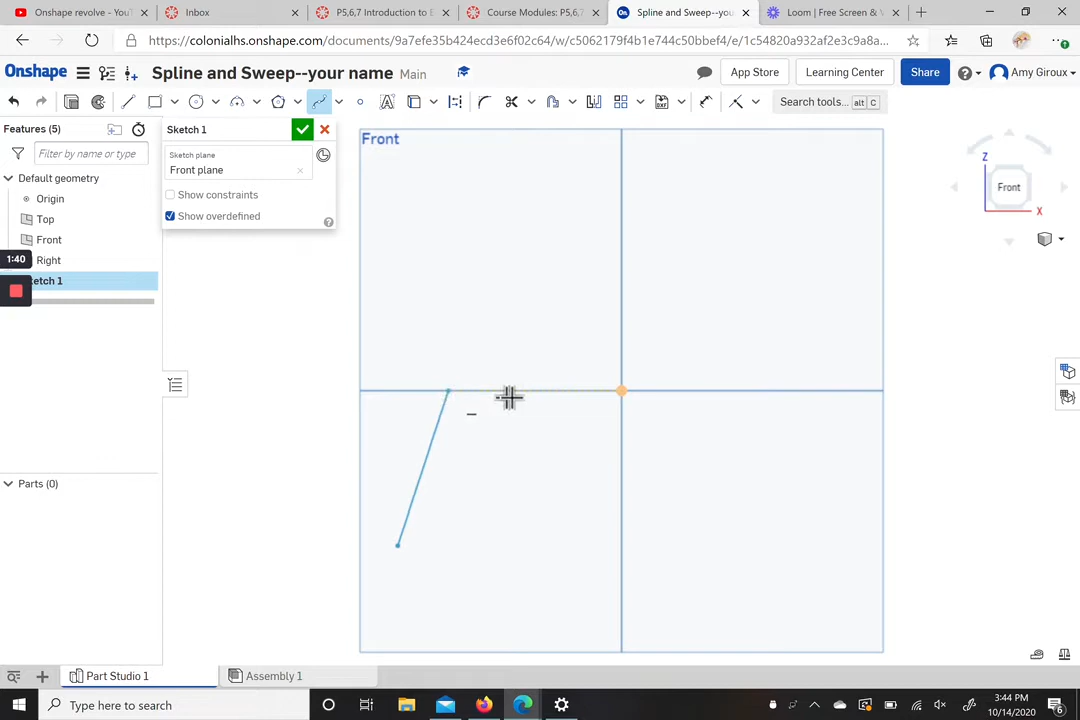 Onshape revolve - YouT
Inbox
P5,6,7 Introduction to E
Course Modules: P5,6,7
Spline and Sweep--you
Loom | Free Screen & V
https://colonialhs.onshape.com/documents/9a7efe35b424ecd3e6f02c64/w/c5062179f4b1e744c50bbef4/e/1c54820a932af2e3c9a8a...
Onshape
Spline and Sweep--your name Main
App Store
Learning Center
Share
Amy Giroux
Search tools... alt C
Features (5)
Filter by name or type
Default geometry
Origin
Top
Front
1:40 Right
ketch 1
Sketch 1
Sketch plane
Front plane
Show constraints
Show overdefined
Front
Z
Front
X
Parts (0)
Part Studio 1
Assembly 1
Type here to search
3:44 PM
10/14/2020
6